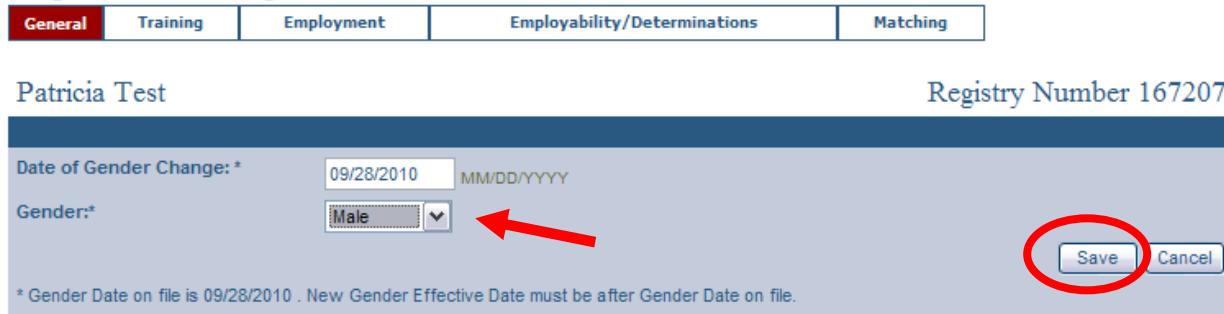 General Training Employment Employability/Determinations Matching
Patricia Test Registry Number 167207
Date of Gender Change: * 09/28/2010 MM/DD/YYYY
Gender:* Male
Save Cancel
* Gender Date on file is 09/28/2010 . New Gender Effective Date must be after Gender Date on file.